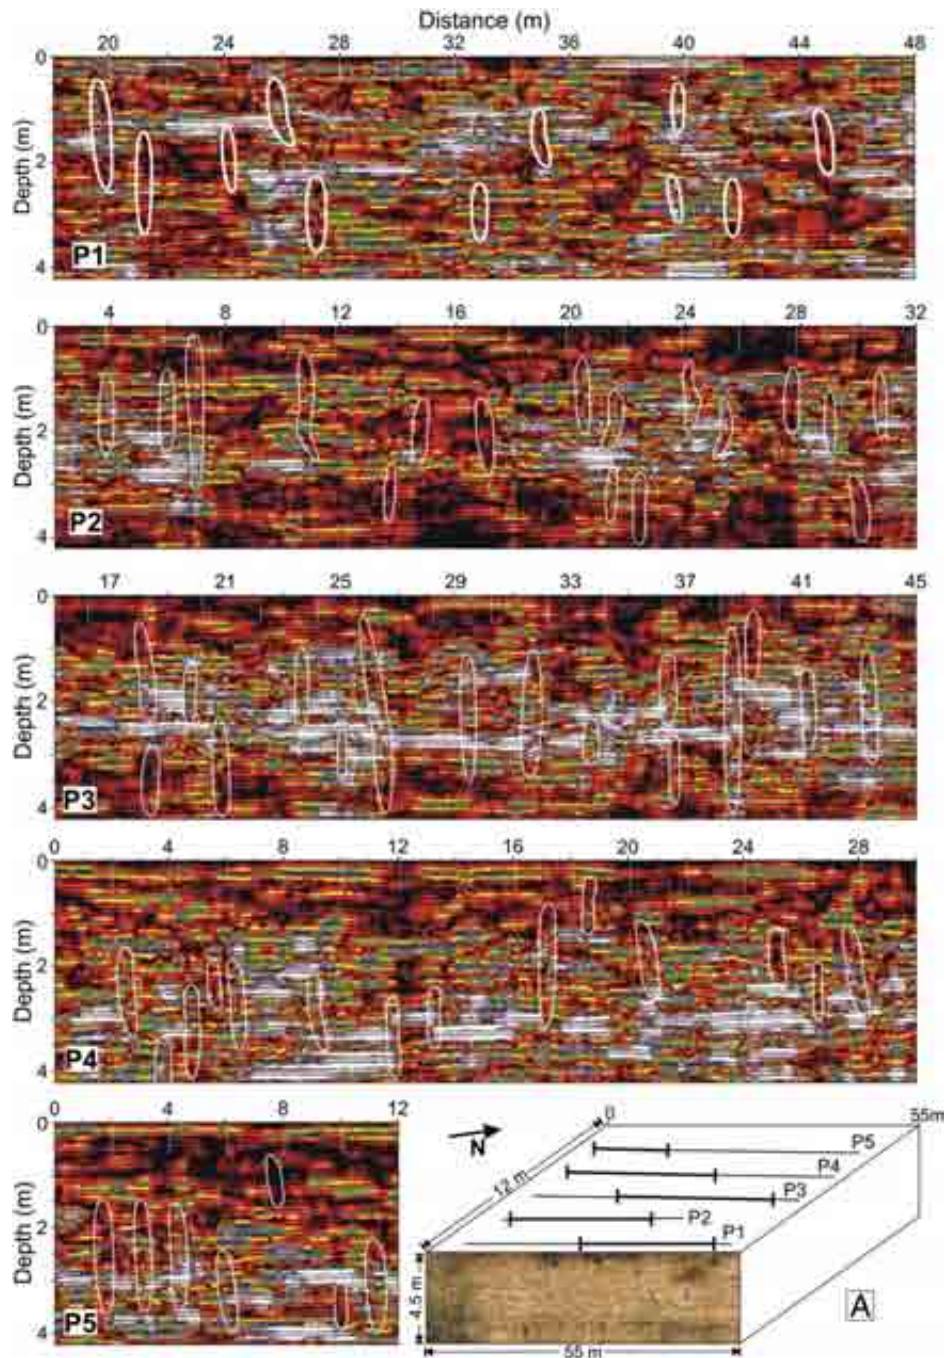 Distance (m)
20 24 28 32 36 40 44 48
0
2
4
Depth (m)
P1
4 8 12 16 20 24 28 32
0
2
4
Depth (m)
P2
17 21 25 29 33 37 41 45
0
2
4
Depth (m)
P3
0 4 8 12 16 20 25 28
0
2
4
Depth (m)
P4
0 4 8 12
0
2
4
Depth (m)
P5
N
0
55m
12 m
P5
P4
P3
P2
P1
4.5 m
55 m
A